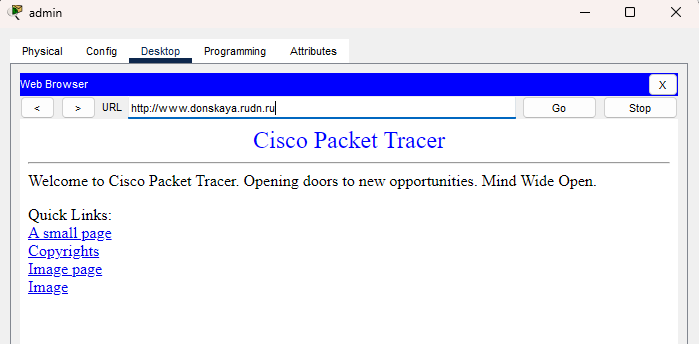 admin
Physical Config Desktop Programming Attributes
Web Browser X
< > URL http://www.donskaya.rudn.ru Go Stop
Cisco Packet Tracer
Welcome to Cisco Packet Tracer. Opening doors to new opportunities. Mind Wide Open.
Quick Links:
A small page
Copyrights
Image page
Image